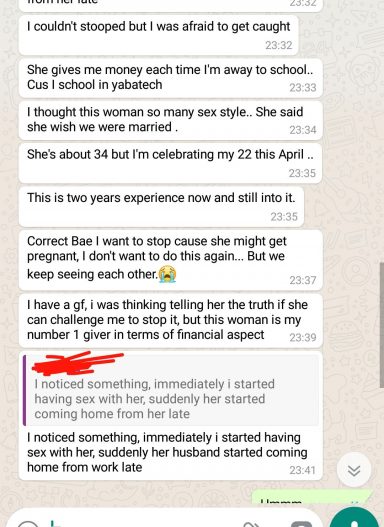 from her late
23:32
I couldn't stooped but I was afraid to get caught
23:32
She gives me money each time I'm away to school..
Cus I school in yabatech
23:33
I thought this woman so many sex style.. She said
she wish we were married .
23:34
She's about 34 but I'm celebrating my 22 this April ..
23:35
This is two years experience now and still into it.
23:35
Correct Bae I want to stop cause she might get
pregnant, I don't want to do this again... But we
keep seeing each other.😭
23:37
I have a gf, i was thinking telling her the truth if she
can challenge me to stop it, but this woman is my
number 1 giver in terms of financial aspect
23:39
I noticed something, immediately i started
having sex with her, suddenly her started
coming home from her late
I noticed something, immediately i started having
sex with her, suddenly her husband started coming
home from work late
23:41
Ummm